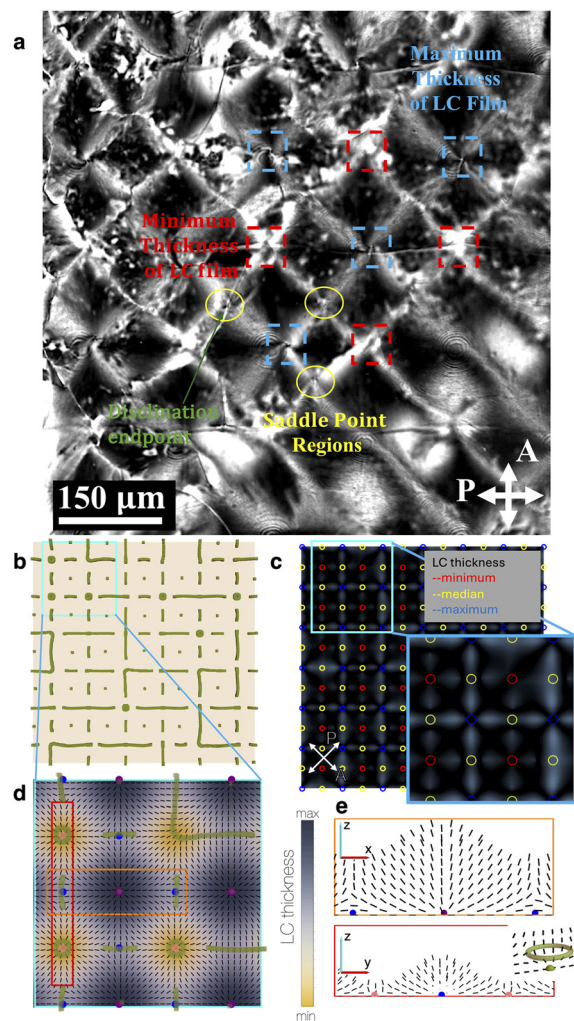 a
Maximum
Thickness
of LC Film
Minimum
Thickness
of LC film
Disclination
endpoint
Saddle Point
Regions
150 μm
A
P
b
c
LC thickness
--minimum
--median
--maximum
P
A
d
max
LC thickness
min
e
z
x
z
y